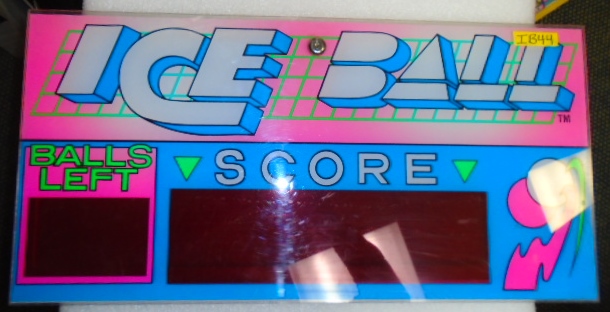 ICE BALL!
IB44
TM
BALLS
LEFT
SCORE